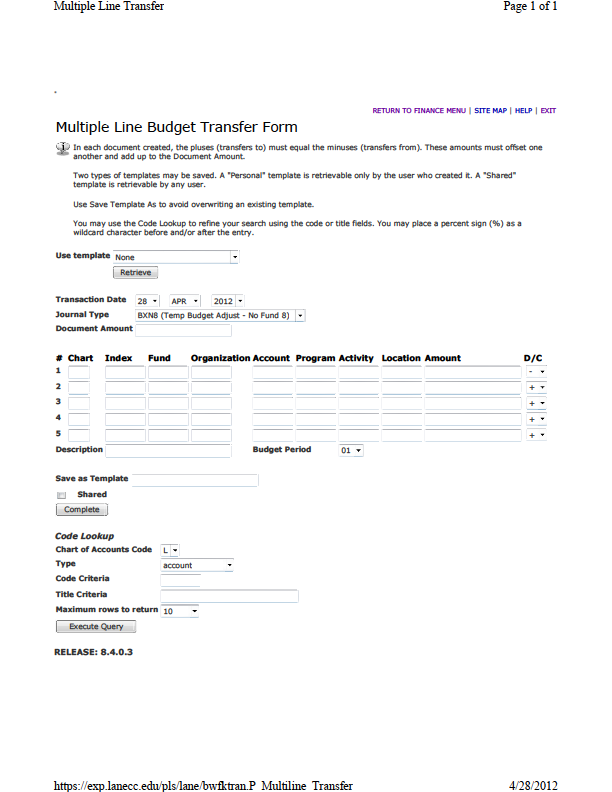 Multiple Line Transfer Page 1 of 1
RETURN TO FINANCE MENU | SITE MAP | HELP | EXIT
Multiple Line Budget Transfer Form
In each document created, the pluses (transfers to) must equal the minuses (transfers from). These amounts must offset one
another and add up to the Document Amount.
Two types of templates may be saved. A "Personal" template is retrievable only by the user who created it. A "Shared"
template is retrievable by any user.
Use Save Template As to avoid overwriting an existing template.
You may use the Code Lookup to refine your search using the code or title fields. You may place a percent sign (%) as a
wildcard character before and/or after the entry.
Use template None
Retrieve
Transaction Date 28 APR 2012
Journal Type BXN8 (Temp Budget Adjust - No Fund 8)
Document Amount
# Chart Index Fund Organization Account Program Activity Location Amount D/C
1 -
2 +
3 +
4 +
5 +
Description Budget Period 01
Save as Template
Shared
Complete
Code Lookup
Chart of Accounts Code L
Type account
Code Criteria
Title Criteria
Maximum rows to return 10
Execute Query
RELEASE: 8.4.0.3
https://exp.lanecc.edu/pls/lane/bwfktran.P_Multiline_Transfer 4/28/2012